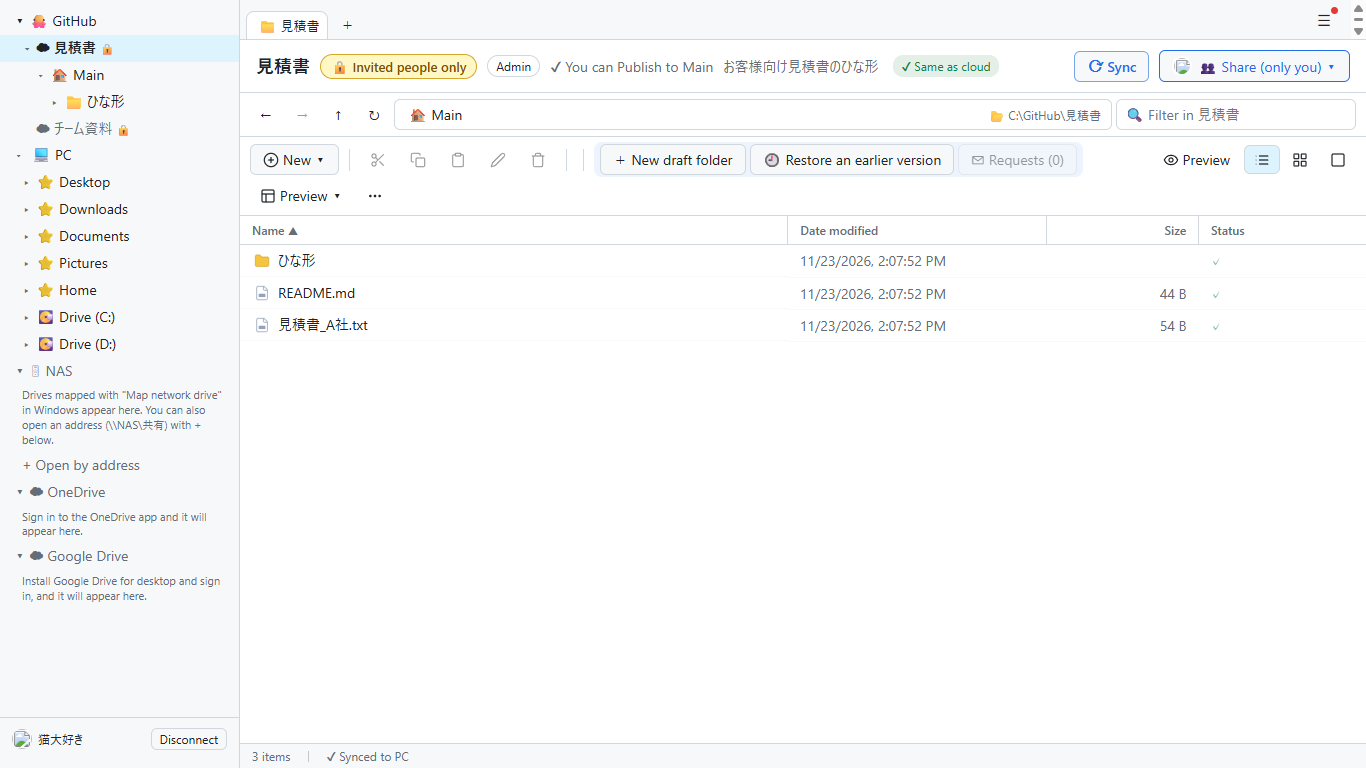 GitHub
見積書
Main
ひな形
チーム資料
PC
Desktop
Downloads
Documents
Pictures
Home
Drive (C:)
Drive (D:)
NAS
Drives mapped with "Map network drive"
in Windows appear here. You can also
open an address (\\NAS\共有) with +
below.
+ Open by address
OneDrive
Sign in to the OneDrive app and it will
appear here.
Google Drive
Install Google Drive for desktop and sign
in, and it will appear here.
猫大好き Disconnect
見積書 +
見積書 Invited people only Admin ✓ You can Publish to Main お客様向け見積書のひな形 ✓ Same as cloud Sync Share (only you)
← → ↑ ↻ Main C:\GitHub\見積書 Filter in 見積書
New + New draft folder Restore an earlier version Requests (0) Preview
Preview ...
Name ▲ Date modified Size Status
ひな形 11/23/2026, 2:07:52 PM ✓
README.md 11/23/2026, 2:07:52 PM 44 B ✓
見積書_A社.txt 11/23/2026, 2:07:52 PM 54 B ✓
3 items ✓ Synced to PC